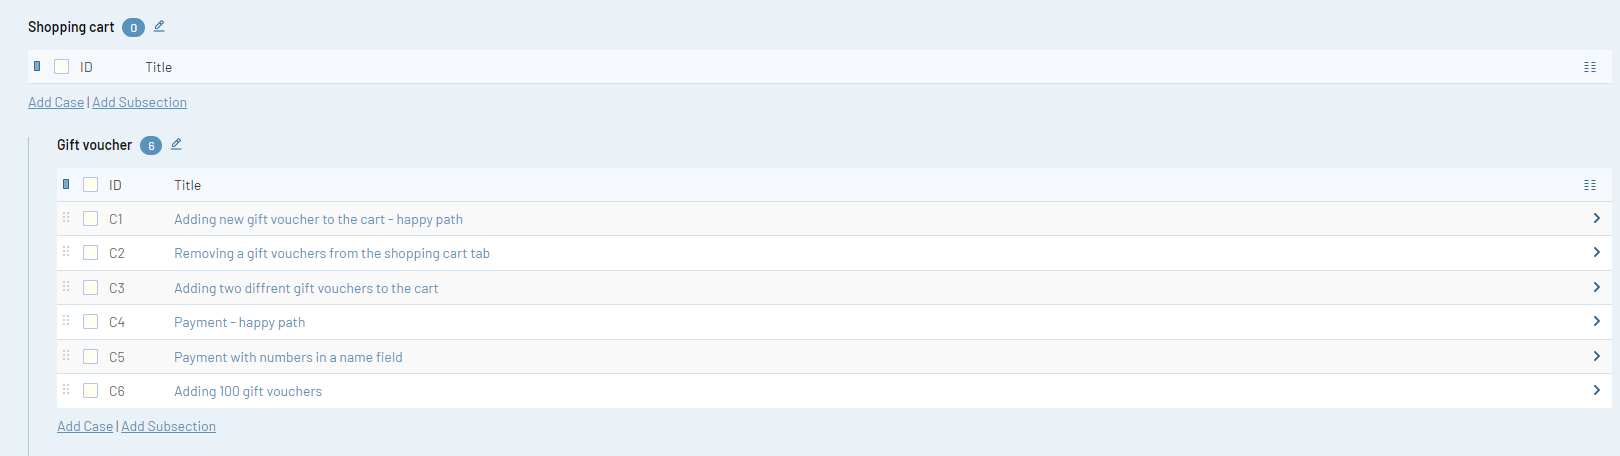 Shopping cart 0
ID Title
Add Case | Add Subsection
Gift voucher 6
ID Title
C1 Adding new gift voucher to the cart - happy path
C2 Removing a gift vouchers from the shopping cart tab
C3 Adding two diffrent gift vouchers to the cart
C4 Payment - happy path
C5 Payment with numbers in a name field
C6 Adding 100 gift vouchers
Add Case | Add Subsection